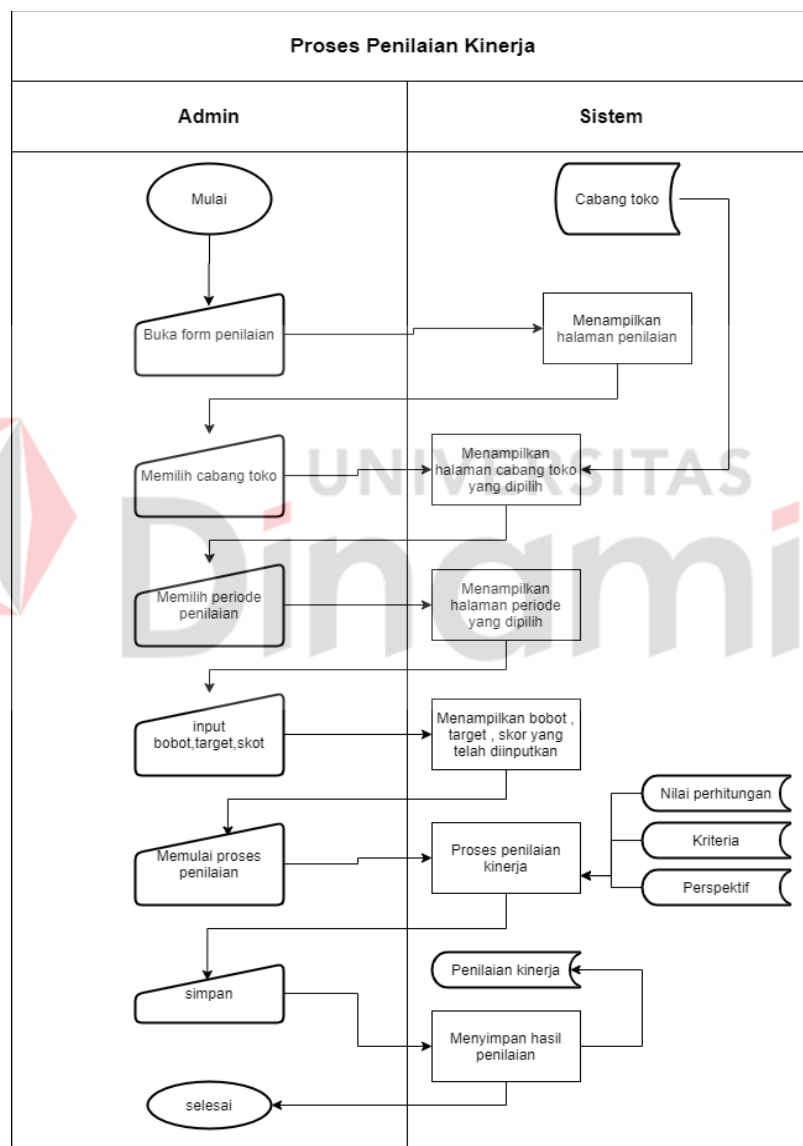 Proses Penilaian Kinerja
Admin
Sistem
Mulai
Cabang toko
Buka form penilaian
Menampilkan
halaman penilaian
Memilih cabang toko
Menampilkan
halaman cabang toko
yang dipilih
UNIVERSITAS
Dinami
Memilih periode
penilaian
Menampilkan
halaman periode
yang dipilih
input
bobot,target,skot
Menampilkan bobot ,
target , skor yang
telah diinputkan
Nilai perhitungan
Kriteria
Perspektif
Memulai proses
penilaian
Proses penilaian
kinerja
simpan
Penilaian kinerja
Menyimpan hasil
penilaian
selesai